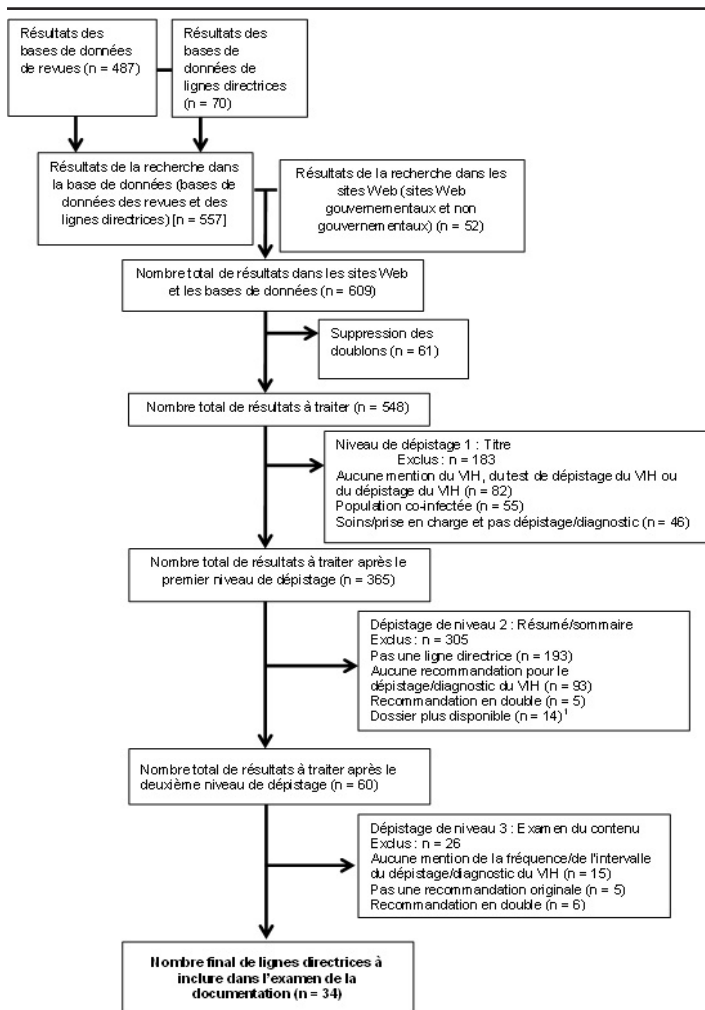 Résultats des
bases de données
de revues (n = 487)
Résultats des
bases de
données de
lignes directrices
(n = 70)
Résultats de la recherche dans
la base de données (bases de
données des revues et des
lignes directrices) [n = 557]
Résultats de la recherche dans les
sites Web (sites Web
gouvernementaux et non
gouvernementaux) (n = 52)
Nombre total de résultats dans les sites Web
et les bases de données (n = 609)
Suppression des
doublons (n = 61)
Nombre total de résultats à traiter (n = 548)
Niveau de dépistage 1 : Titre
Exclus : n = 183
Aucune mention du VIH, du test de dépistage du VIH ou
du dépistage du VIH (n = 82)
Population co-infectée (n = 55)
Soins/prise en charge et pas dépistage/diagnostic (n = 46)
Nombre total de résultats à traiter après le
premier niveau de dépistage (n = 365)
Dépistage de niveau 2 : Résumé/sommaire
Exclus : n = 305
Pas une ligne directrice (n = 193)
Aucune recommandation pour le
dépistage/diagnostic du VIH (n = 93)
Recommandation en double (n = 5)
Dossier plus disponible (n = 14)¹
Nombre total de résultats à traiter après le
deuxième niveau de dépistage (n = 60)
Dépistage de niveau 3 : Examen du contenu
Exclus : n = 26
Aucune mention de la fréquence/de l'intervalle
du dépistage/diagnostic du VIH (n = 15)
Pas une recommandation originale (n = 5)
Recommandation en double (n = 6)
Nombre final de lignes directrices à
inclure dans l'examen de la
documentation (n = 34)